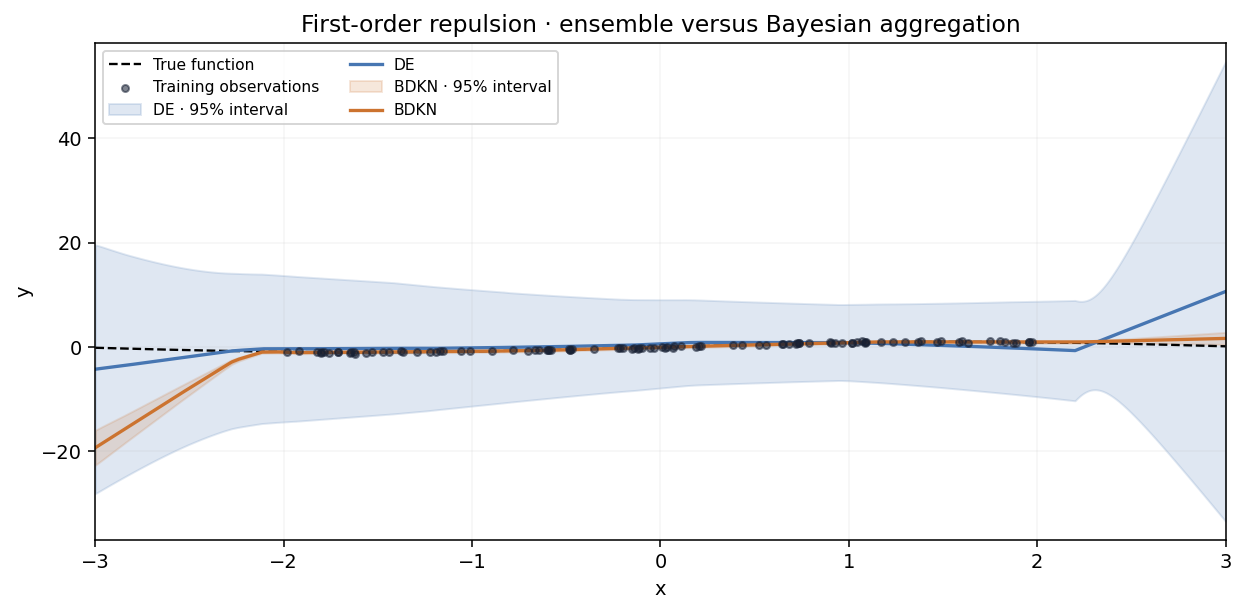 First-order repulsion · ensemble versus Bayesian aggregation
True function
Training observations
DE · 95% interval
DE
BDKN · 95% interval
BDKN
y
40
20
0
−20
−3
−2
−1
0
1
2
3
x